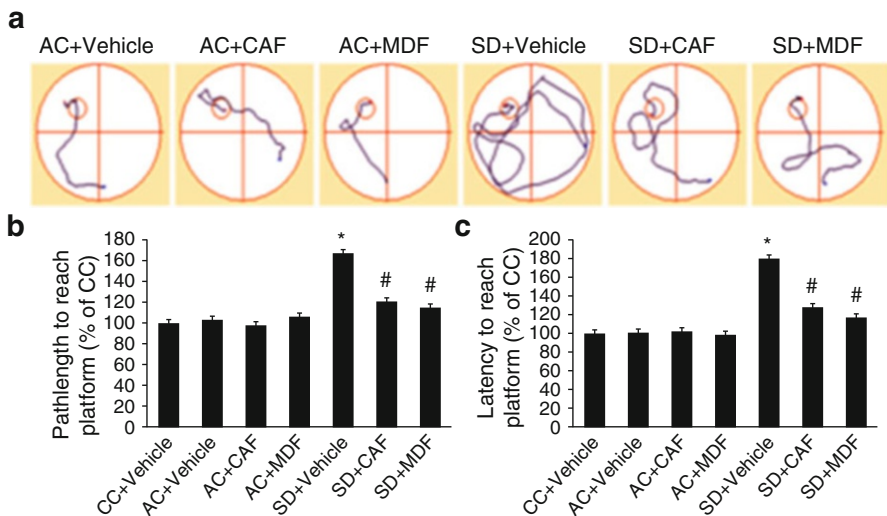 a
AC+Vehicle AC+CAF AC+MDF SD+Vehicle SD+CAF SD+MDF
b
Pathlength to reach
platform (% of CC)
180
160
140
120
100
80
60
40
20
0
*
#
#
CC+Vehicle
AC+Vehicle
AC+CAF
AC+MDF
SD+Vehicle
SD+CAF
SD+MDF
c
Latency to reach
platform (% of CC)
200
180
160
140
120
100
80
60
40
20
0
*
#
#
CC+Vehicle
AC+Vehicle
AC+CAF
AC+MDF
SD+Vehicle
SD+CAF
SD+MDF